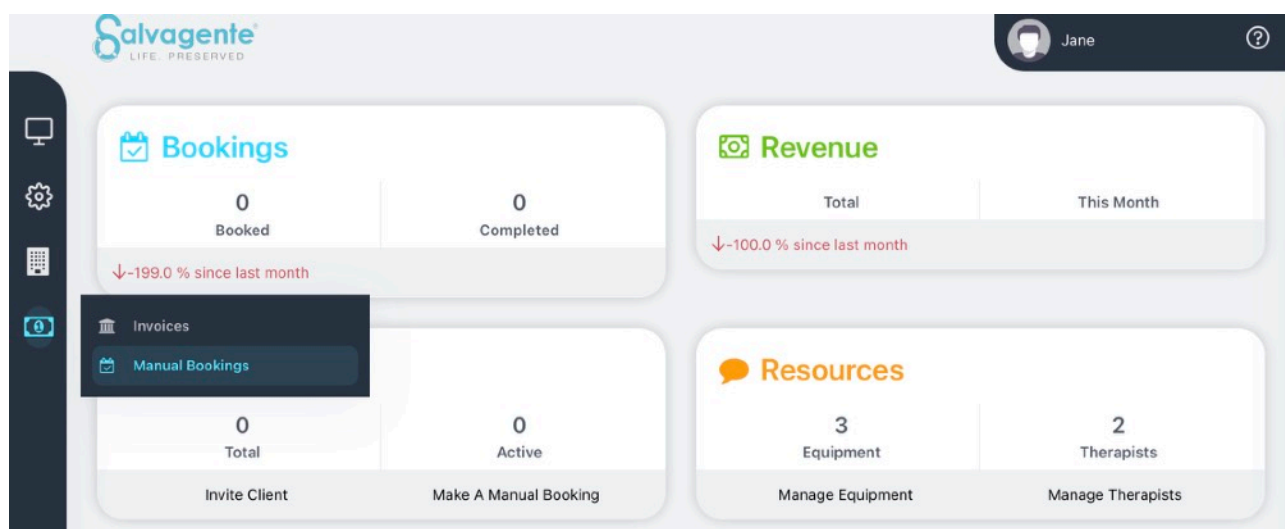 Salvagente®
LIFE. PRESERVED
Jane
Bookings
0
Booked
0
Completed
↓-199.0 % since last month
Revenue
Total
This Month
↓-100.0 % since last month
Invoices
Manual Bookings
0
Total
0
Active
Invite Client
Make A Manual Booking
Resources
3
Equipment
2
Therapists
Manage Equipment
Manage Therapists